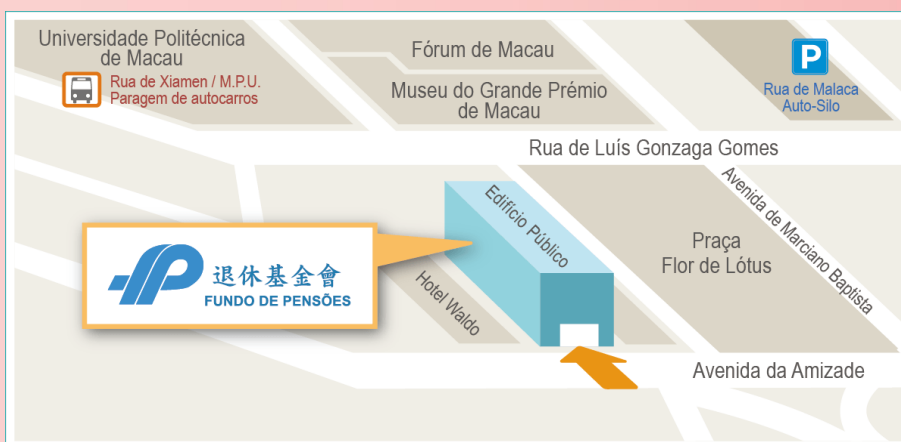 Universidade Politécnica
de Macau
Rua de Xiamen / M.P.U.
Paragem de autocarros
Fórum de Macau
Museu do Grande Prémio
de Macau
P
Rua de Malaca
Auto-Silo
Rua de Luís Gonzaga Gomes
Avenida de Marciano Baptista
Edifício Público
Praça
Flor de Lótus
退休基金會
FUNDO DE PENSÕES
Hotel Waldo
Avenida da Amizade